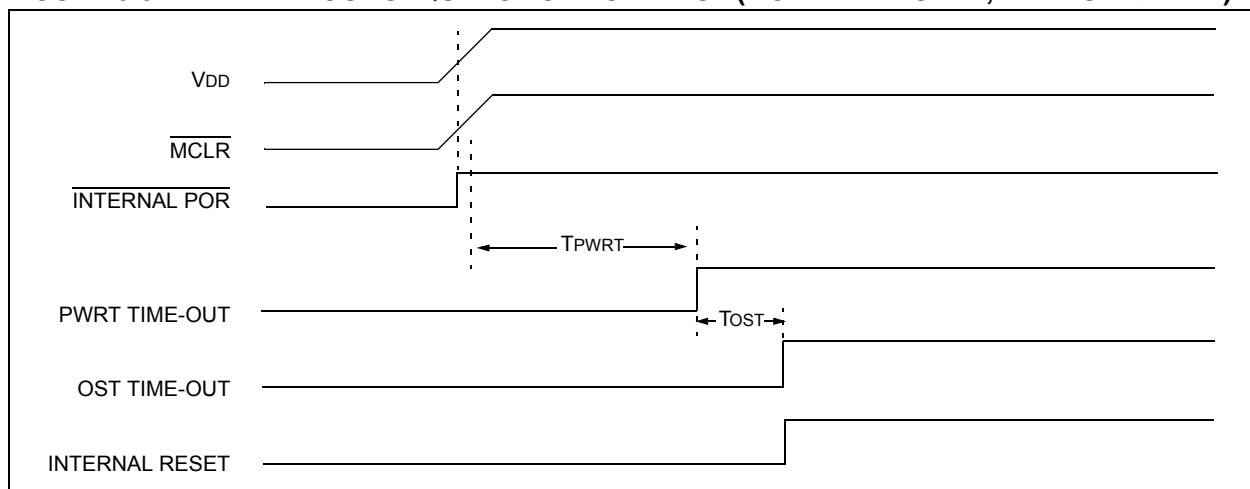 VDD
MCLR
INTERNAL POR
TPWRT
PWRT TIME-OUT
TOST
OST TIME-OUT
INTERNAL RESET